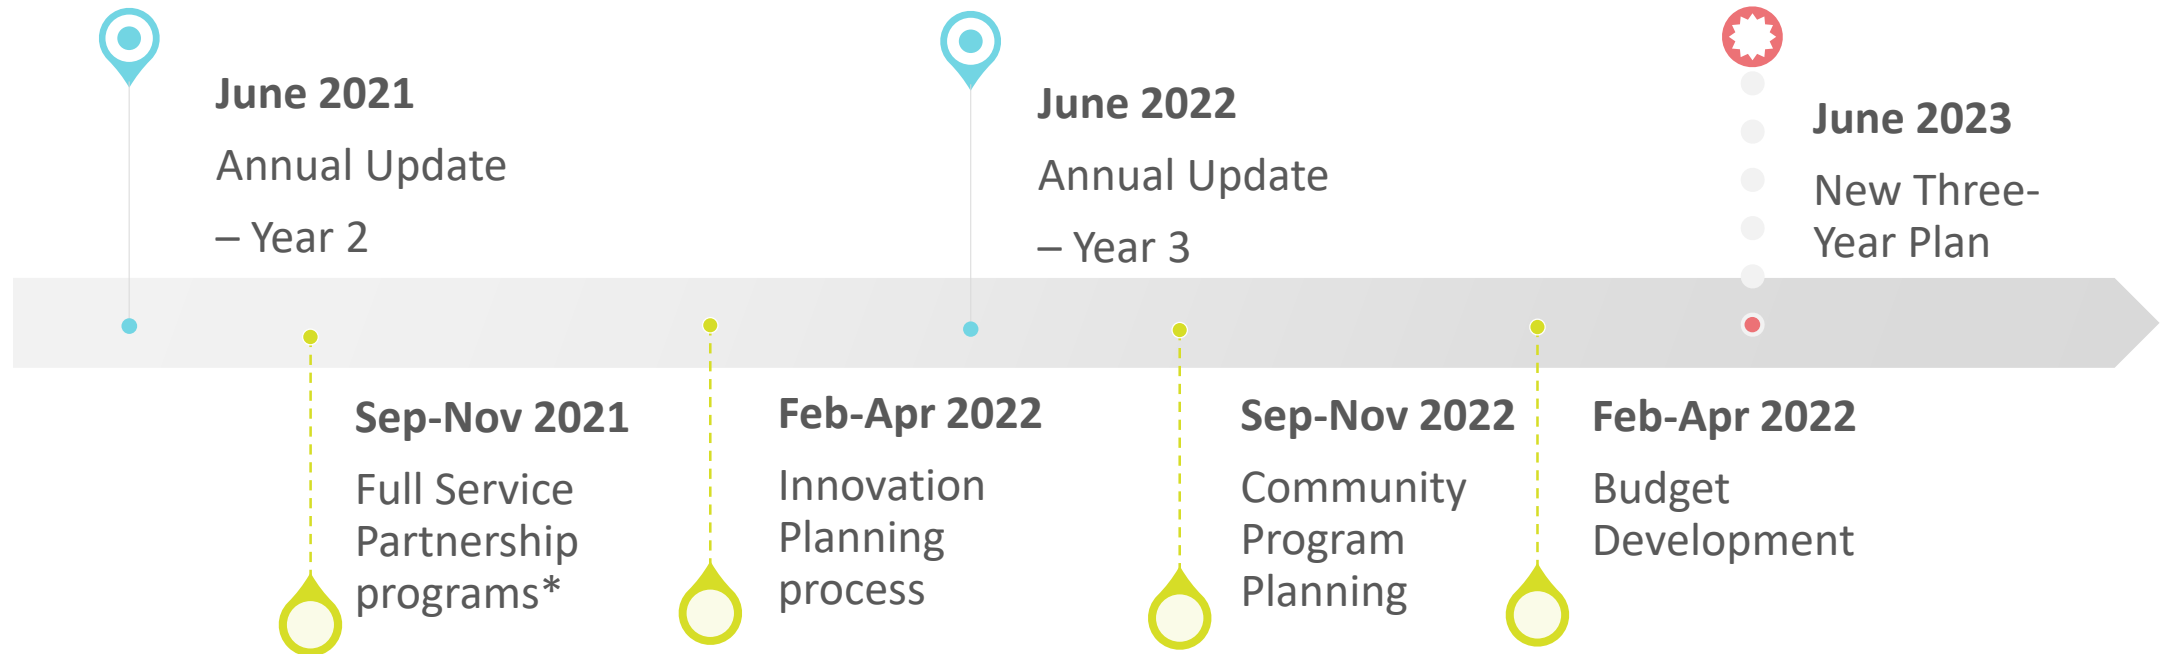 June 2021
Annual Update
– Year 2
June 2022
Annual Update
– Year 3
June 2023
New Three-
Year Plan
Sep-Nov 2021
Full Service
Partnership
programs*
Feb-Apr 2022
Innovation
Planning
process
Sep-Nov 2022
Community
Program
Planning
Feb-Apr 2022
Budget
Development